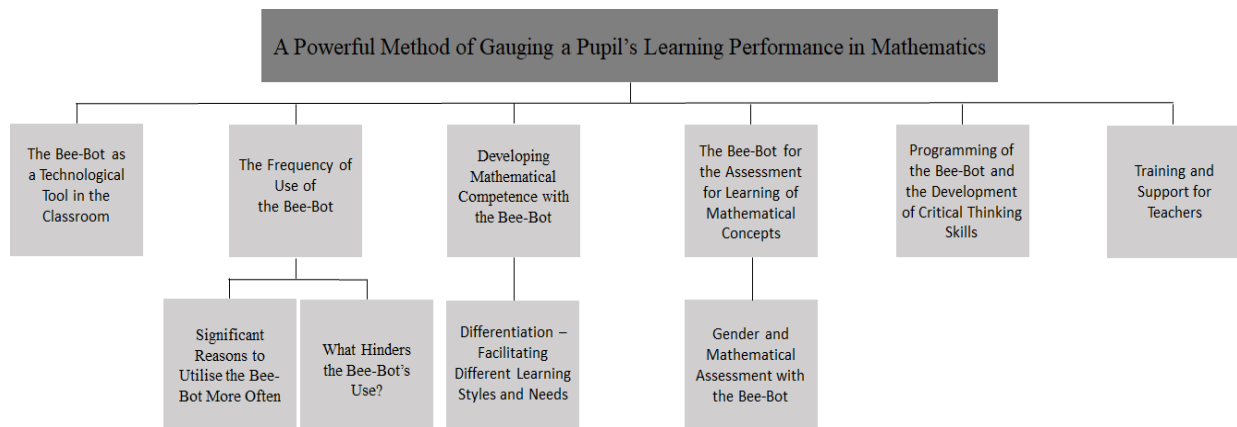 A Powerful Method of Gauging a Pupil's Learning Performance in Mathematics
The Bee-Bot as
a Technological
Tool in the
Classroom
The Frequency of
Use of
the Bee-Bot
Developing
Mathematical
Competence with
the Bee-Bot
The Bee-Bot for
the Assessment
for Learning of
Mathematical
Concepts
Programming of
the Bee-Bot and
the Development
of Critical Thinking
Skills
Training and
Support for
Teachers
Significant
Reasons to
Utilise the Bee-
Bot More Often
What Hinders
the Bee-Bot's
Use?
Differentiation –
Facilitating
Different Learning
Styles and Needs
Gender and
Mathematical
Assessment with
the Bee-Bot